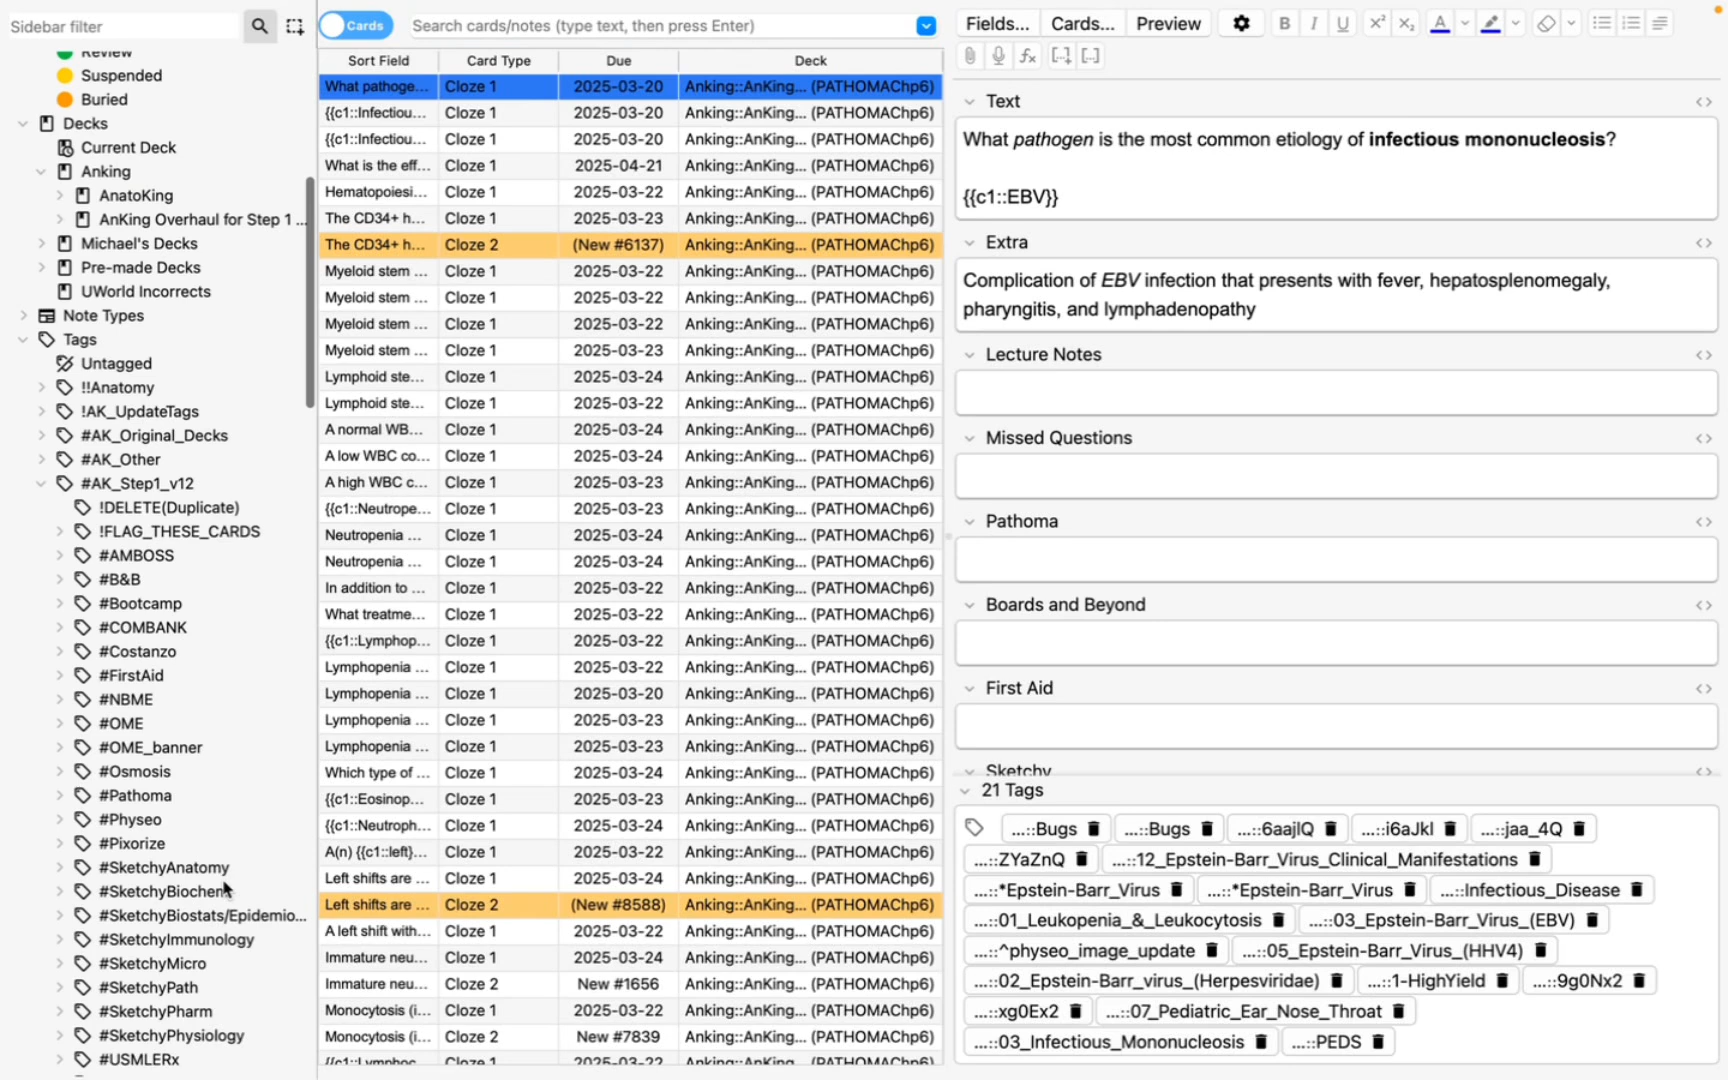 Sidebar filter
Review
Suspended
Buried
Decks
Current Deck
Anking
AnatoKing
AnKing Overhaul for Step 1 ...
Michael's Decks
Pre-made Decks
UWorld Incorrects
Note Types
Tags
Untagged
!!Anatomy
!AK_UpdateTags
#AK_Original_Decks
#AK_Other
#AK_Step1_v12
!DELETE(Duplicate)
!FLAG_THESE_CARDS
#AMBOSS
#B&B
#Bootcamp
#COMBANK
#Costanzo
#FirstAid
#NBME
#OME
#OME_banner
#Osmosis
#Pathoma
#Physeo
#Pixorize
#SketchyAnatomy
#SketchyBiochem
#SketchyBiostats/Epidemio...
#SketchyImmunology
#SketchyMicro
#SketchyPath
#SketchyPharm
#SketchyPhysiology
#USMLERx
Cards Search cards/notes (type text, then press Enter)
Sort Field Card Type Due Deck
What pathoge... Cloze 1 2025-03-20 Anking::AnKing... (PATHOMAChp6)
{{c1::Infectiou... Cloze 1 2025-03-20 Anking::AnKing... (PATHOMAChp6)
{{c1::Infectiou... Cloze 1 2025-03-20 Anking::AnKing... (PATHOMAChp6)
What is the eff... Cloze 1 2025-04-21 Anking::AnKing... (PATHOMAChp6)
Hematopoiesi... Cloze 1 2025-03-22 Anking::AnKing... (PATHOMAChp6)
The CD34+ h... Cloze 1 2025-03-23 Anking::AnKing... (PATHOMAChp6)
The CD34+ h... Cloze 2 (New #6137) Anking::AnKing... (PATHOMAChp6)
Myeloid stem ... Cloze 1 2025-03-22 Anking::AnKing... (PATHOMAChp6)
Myeloid stem ... Cloze 1 2025-03-22 Anking::AnKing... (PATHOMAChp6)
Myeloid stem ... Cloze 1 2025-03-22 Anking::AnKing... (PATHOMAChp6)
Myeloid stem ... Cloze 1 2025-03-23 Anking::AnKing... (PATHOMAChp6)
Lymphoid ste... Cloze 1 2025-03-24 Anking::AnKing... (PATHOMAChp6)
Lymphoid ste... Cloze 1 2025-03-22 Anking::AnKing... (PATHOMAChp6)
A normal WB... Cloze 1 2025-03-24 Anking::AnKing... (PATHOMAChp6)
A low WBC co... Cloze 1 2025-03-24 Anking::AnKing... (PATHOMAChp6)
A high WBC c... Cloze 1 2025-03-23 Anking::AnKing... (PATHOMAChp6)
{{c1::Neutrope... Cloze 1 2025-03-24 Anking::AnKing... (PATHOMAChp6)
Neutropenia ... Cloze 1 2025-03-24 Anking::AnKing... (PATHOMAChp6)
Neutropenia ... Cloze 1 2025-03-24 Anking::AnKing... (PATHOMAChp6)
In addition to ... Cloze 1 2025-03-22 Anking::AnKing... (PATHOMAChp6)
What treatme... Cloze 1 2025-03-22 Anking::AnKing... (PATHOMAChp6)
{{c1::Lymphop... Cloze 1 2025-03-22 Anking::AnKing... (PATHOMAChp6)
Lymphopenia ... Cloze 1 2025-03-22 Anking::AnKing... (PATHOMAChp6)
Lymphopenia ... Cloze 1 2025-03-20 Anking::AnKing... (PATHOMAChp6)
Lymphopenia ... Cloze 1 2025-03-23 Anking::AnKing... (PATHOMAChp6)
Lymphopenia ... Cloze 1 2025-03-23 Anking::AnKing... (PATHOMAChp6)
Which type of ... Cloze 1 2025-03-24 Anking::AnKing... (PATHOMAChp6)
{{c1::Eosinop... Cloze 1 2025-03-23 Anking::AnKing... (PATHOMAChp6)
{{c1::Neutroph... Cloze 1 2025-03-24 Anking::AnKing... (PATHOMAChp6)
A(n) {{c1::left}... Cloze 1 2025-03-22 Anking::AnKing... (PATHOMAChp6)
Left shifts are ... Cloze 1 2025-03-24 Anking::AnKing... (PATHOMAChp6)
Left shifts are ... Cloze 2 (New #8588) Anking::AnKing... (PATHOMAChp6)
A left shift with... Cloze 1 2025-03-22 Anking::AnKing... (PATHOMAChp6)
Immature neu... Cloze 1 2025-03-24 Anking::AnKing... (PATHOMAChp6)
Immature neu... Cloze 2 New #1656 Anking::AnKing... (PATHOMAChp6)
Monocytosis (i... Cloze 1 2025-03-22 Anking::AnKing... (PATHOMAChp6)
Monocytosis (i... Cloze 2 New #7839 Anking::AnKing... (PATHOMAChp6)
{{c1::Lymphoc... Cloze 1 2025-03-22 Anking::AnKing... (PATHOMAChp6)
Fields... Cards... Preview B I U x² x₂ A
fx [...] [...]
Text
What pathogen is the most common etiology of infectious mononucleosis?
{{c1::EBV}}
Extra
Complication of EBV infection that presents with fever, hepatosplenomegaly,
pharyngitis, and lymphadenopathy
Lecture Notes
Missed Questions
Pathoma
Boards and Beyond
First Aid
Sketchy
21 Tags
...::Bugs ...::Bugs ...::6aajlQ ...::i6aJkI ...::jaa_4Q
...::ZYaZnQ ...::12_Epstein-Barr_Virus_Clinical_Manifestations
...::*Epstein-Barr_Virus ...::*Epstein-Barr_Virus ...::Infectious_Disease
...::01_Leukopenia_&_Leukocytosis ...::03_Epstein-Barr_Virus_(EBV)
...::^physeo_image_update ...::05_Epstein-Barr_Virus_(HHV4)
...::02_Epstein-Barr_virus_(Herpesviridae) ...::1-HighYield ...::9g0Nx2
...::xg0Ex2 ...::07_Pediatric_Ear_Nose_Throat
...::03_Infectious_Mononucleosis ...::PEDS